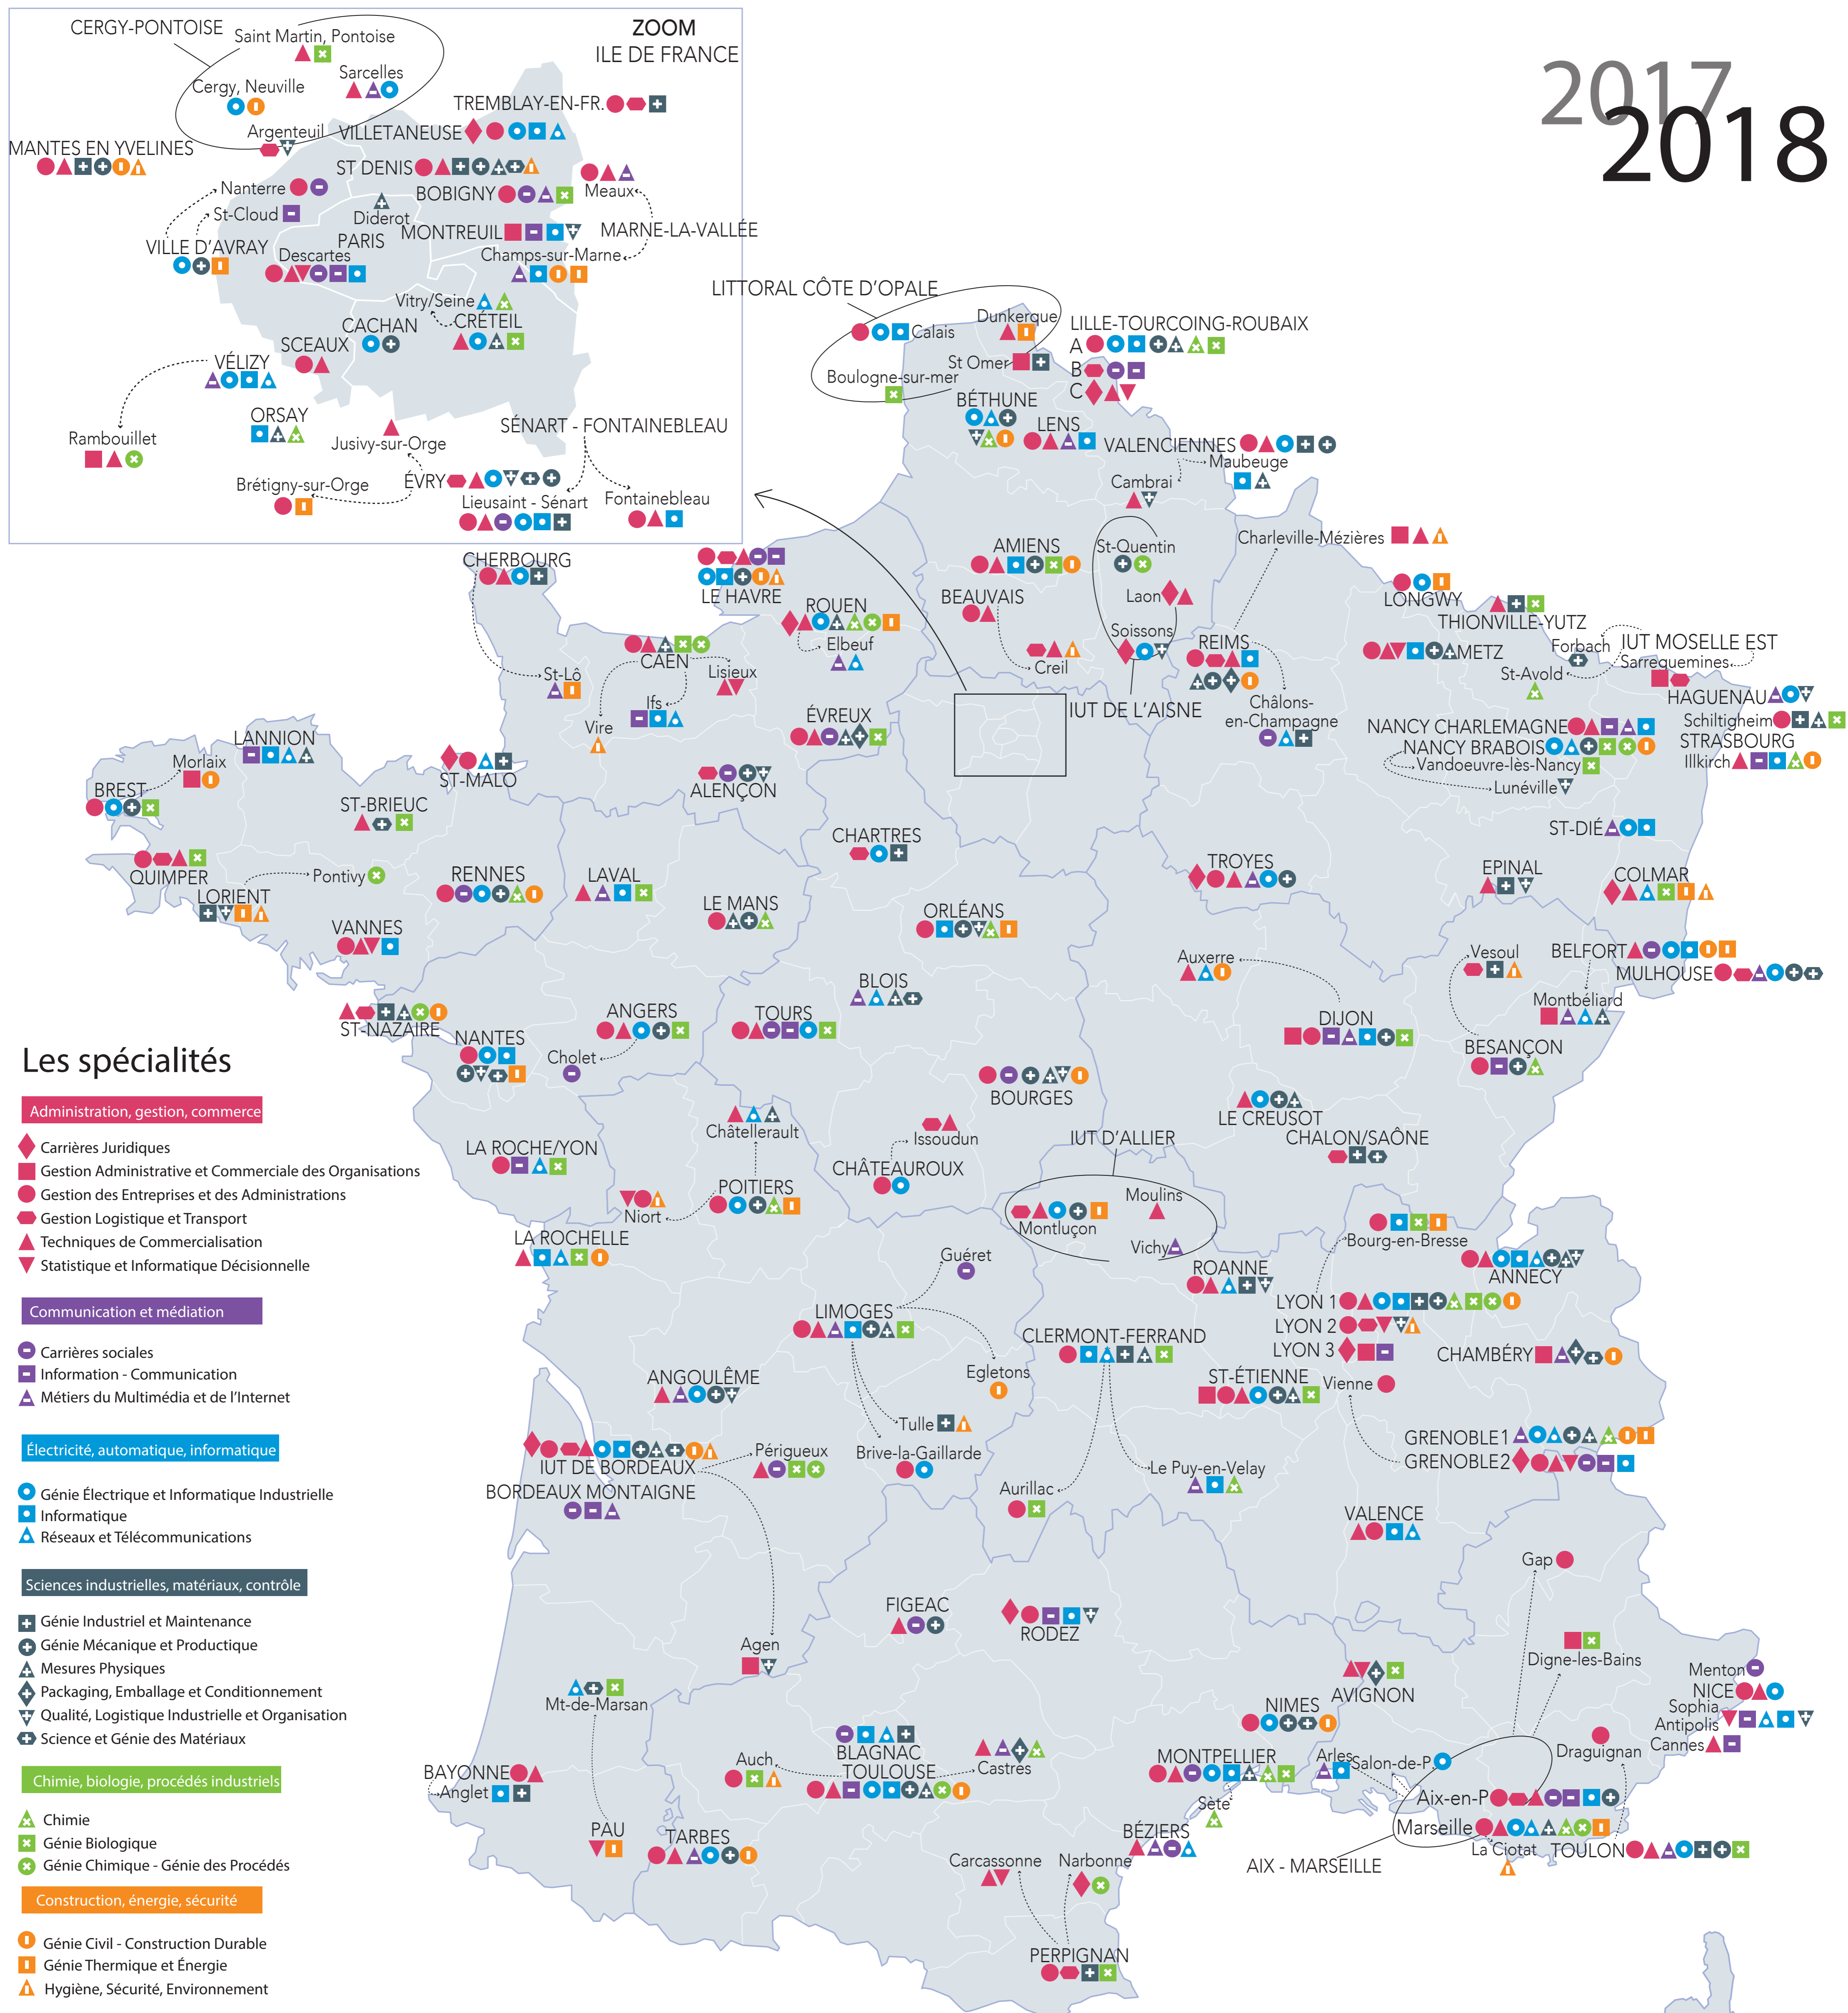 2017
2018
ZOOM
ILE DE FRANCE
CERGY-PONTOISE
Saint Martin, Pontoise
Sarcelles
Cergy, Neuville
Argenteuil
TREMBLAY-EN-FR.
VILLETANEUSE
MANTES EN YVELINES
ST DENIS
Nanterre
BOBIGNY
Meaux
St-Cloud
Diderot
PARIS
MONTREUIL
MARNE-LA-VALLÉE
VILLE D'AVRAY
Descartes
Champs-sur-Marne
Vitry/Seine
CRÉTEIL
CACHAN
SCEAUX
VÉLIZY
ORSAY
Rambouillet
Jusivy-sur-Orge
SÉNART - FONTAINEBLEAU
Brétigny-sur-Orge
ÉVRY
Lieusaint - Sénart
Fontainebleau
LITTORAL CÔTE D'OPALE
Calais
Dunkerque
St Omer
Boulogne-sur-mer
LILLE-TOURCOING-ROUBAIX
A
B
C
BÉTHUNE
LENS
VALENCIENNES
Maubeuge
Cambrai
CHERBOURG
LE HAVRE
AMIENS
St-Quentin
Charleville-Mézières
BEAUVAIS
Laon
LONGWY
ROUEN
Elbeuf
Creil
Soissons
REIMS
THIONVILLE-YUTZ
IUT MOSELLE EST
METZ
Forbach
Sarreguemines
St-Avold
CAEN
Lisieux
St-Lô
Ifs
Vire
ÉVREUX
IUT DE L'AISNE
Châlons-
en-Champagne
HAGUENAU
NANCY CHARLEMAGNE
Schiltigheim
NANCY BRABOIS
STRASBOURG
Vandoeuvre-lès-Nancy
Illkirch
Lunéville
LANNION
Morlaix
BREST
ST-MALO
ALENÇON
ST-BRIEUC
CHARTRES
ST-DIÉ
QUIMPER
Pontivy
LORIENT
RENNES
LAVAL
TROYES
EPINAL
COLMAR
LE MANS
ORLÉANS
VANNES
Auxerre
Vesoul
BELFORT
MULHOUSE
BLOIS
Montbéliard
ST-NAZAIRE
ANGERS
TOURS
DIJON
NANTES
Cholet
BESANÇON
BOURGES
LE CREUSOT
Châtellerault
Issoudun
IUT D'ALLIER
CHALON/SAÔNE
LA ROCHE/YON
CHÂTEAUROUX
POITIERS
Niort
Montluçon
Moulins
Vichy
LA ROCHELLE
Bourg-en-Bresse
Guéret
ROANNE
ANNECY
LIMOGES
LYON 1
LYON 2
LYON 3
CLERMONT-FERRAND
CHAMBÉRY
ANGOULÊME
Egletons
ST-ÉTIENNE
Vienne
Tulle
GRENOBLE1
GRENOBLE2
IUT DE BORDEAUX
Périgueux
Brive-la-Gaillarde
BORDEAUX MONTAIGNE
Aurillac
Le Puy-en-Velay
VALENCE
Gap
FIGEAC
RODEZ
Agen
Digne-les-Bains
Menton
Mt-de-Marsan
AVIGNON
NICE
NIMES
Sophia
Antipolis
Draguignan
Cannes
Auch
BLAGNAC
TOULOUSE
Castres
MONTPELLIER
Arles
Salon-de-P.
BAYONNE
Anglet
Aix-en-P
Sète
Marseille
PAU
TARBES
BÉZIERS
La Ciotat
TOULON
Carcassonne
Narbonne
AIX - MARSEILLE
PERPIGNAN
Les spécialités
Administration, gestion, commerce
Carrières Juridiques
Gestion Administrative et Commerciale des Organisations
Gestion des Entreprises et des Administrations
Gestion Logistique et Transport
Techniques de Commercialisation
Statistique et Informatique Décisionnelle
Communication et médiation
Carrières sociales
Information - Communication
Métiers du Multimédia et de l'Internet
Électricité, automatique, informatique
Génie Électrique et Informatique Industrielle
Informatique
Réseaux et Télécommunications
Sciences industrielles, matériaux, contrôle
Génie Industriel et Maintenance
Génie Mécanique et Productique
Mesures Physiques
Packaging, Emballage et Conditionnement
Qualité, Logistique Industrielle et Organisation
Science et Génie des Matériaux
Chimie, biologie, procédés industriels
Chimie
Génie Biologique
Génie Chimique - Génie des Procédés
Construction, énergie, sécurité
Génie Civil - Construction Durable
Génie Thermique et Énergie
Hygiène, Sécurité, Environnement